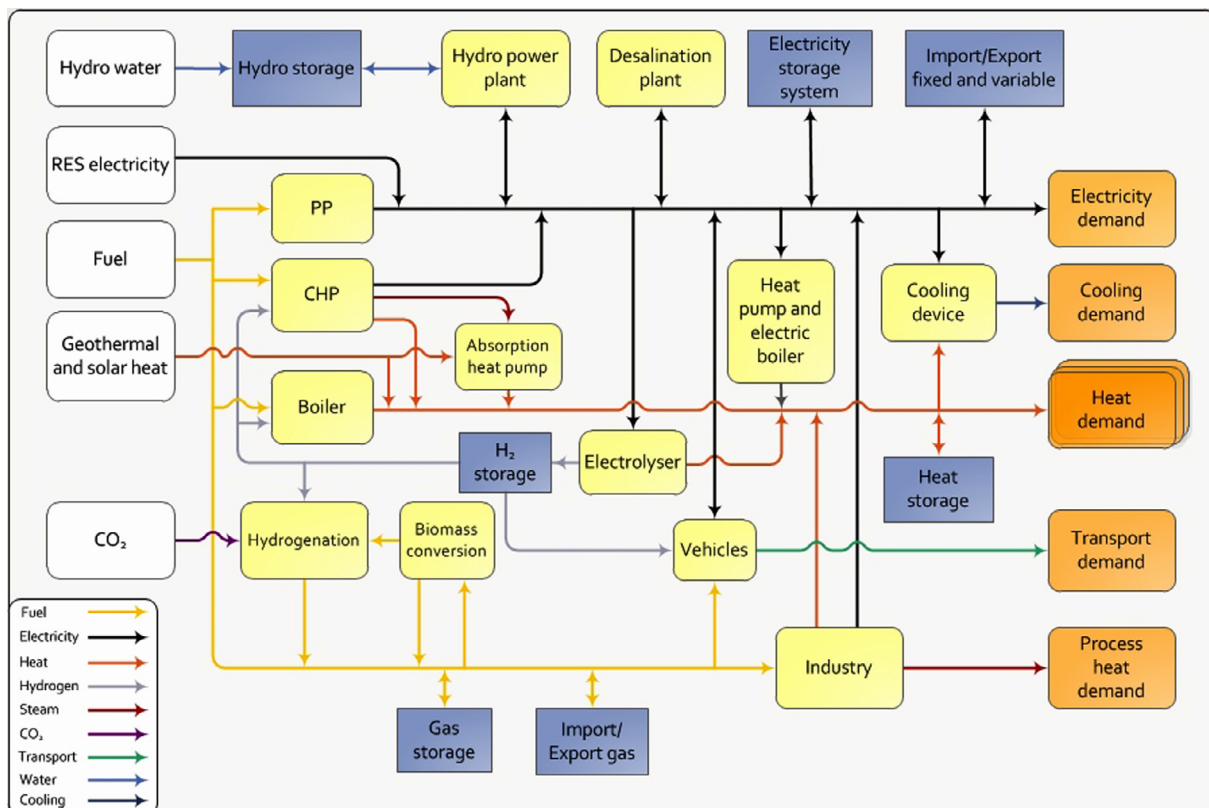 Hydro water
Hydro storage
Hydro power
plant
Desalination
plant
Electricity
storage
system
Import/Export
fixed and variable
RES electricity
PP
Electricity
demand
Fuel
CHP
Heat
pump and
electric
boiler
Cooling
device
Cooling
demand
Geothermal
and solar heat
Absorption
heat pump
Boiler
Heat
demand
H₂
storage
Electrolyser
Heat
storage
CO₂
Hydrogenation
Biomass
conversion
Vehicles
Transport
demand
Industry
Process
heat
demand
Gas
storage
Import/
Export gas
Fuel
Electricity
Heat
Hydrogen
Steam
CO₂
Transport
Water
Cooling